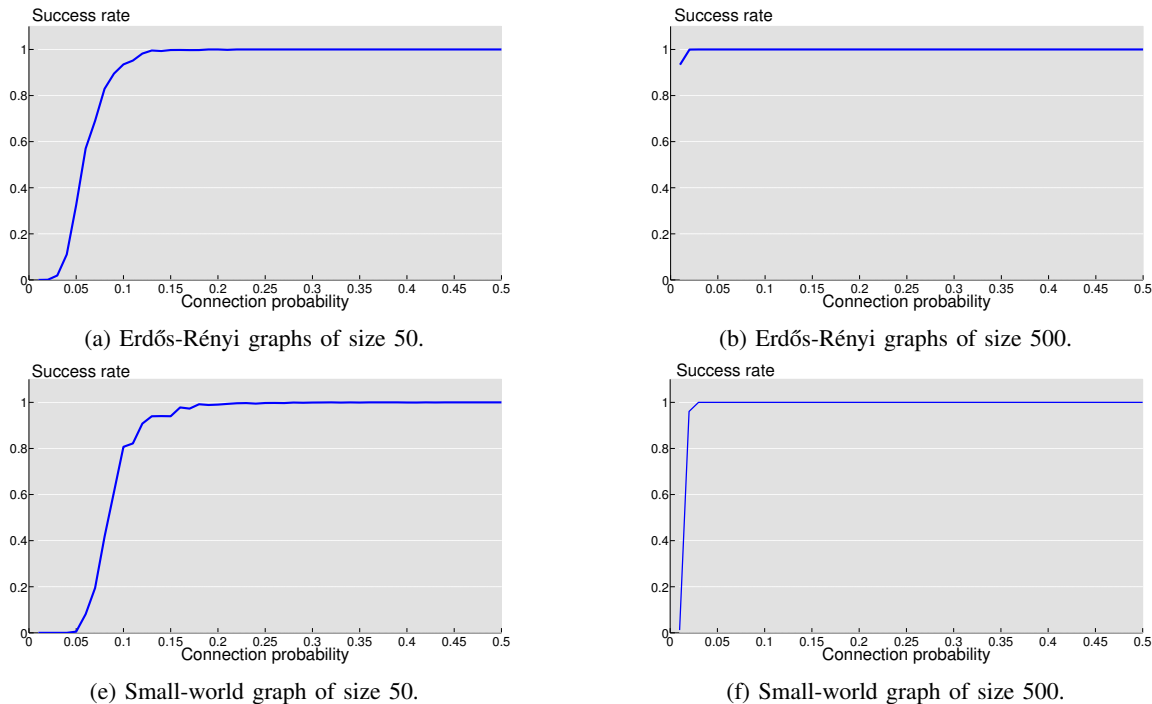 Success rate
1
0.8
0.6
0.4
0.2
0
0 0.05 0.1 0.15 0.2 0.25 0.3 0.35 0.4 0.45 0.5
Connection probability
(a) Erdős-Rényi graphs of size 50.
Success rate
1
0.8
0.6
0.4
0.2
0
0 0.05 0.1 0.15 0.2 0.25 0.3 0.35 0.4 0.45 0.5
Connection probability
(b) Erdős-Rényi graphs of size 500.
Success rate
1
0.8
0.6
0.4
0.2
0
0 0.05 0.1 0.15 0.2 0.25 0.3 0.35 0.4 0.45 0.5
Connection probability
(e) Small-world graph of size 50.
Success rate
1
0.8
0.6
0.4
0.2
0
0 0.05 0.1 0.15 0.2 0.25 0.3 0.35 0.4 0.45 0.5
Connection probability
(f) Small-world graph of size 500.